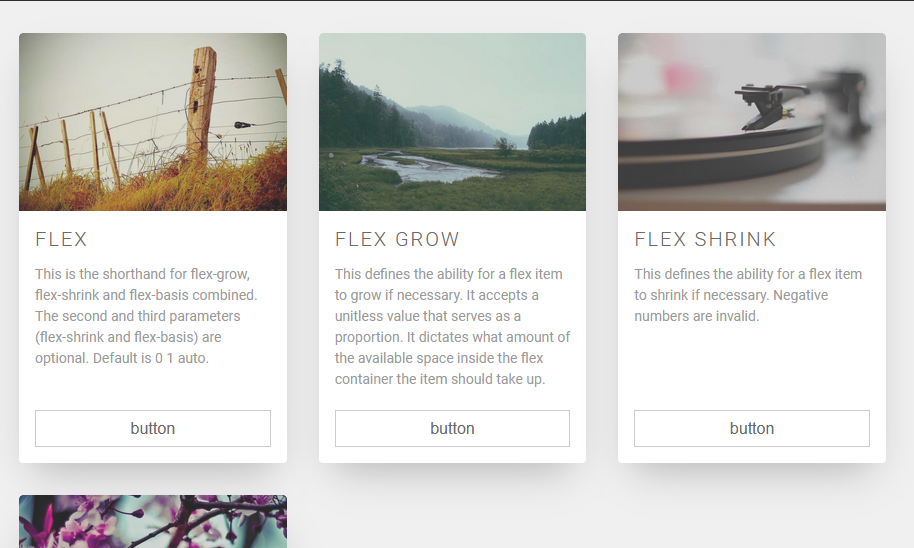 FLEX
This is the shorthand for flex-grow,
flex-shrink and flex-basis combined.
The second and third parameters
(flex-shrink and flex-basis) are
optional. Default is 0 1 auto.
button
FLEX GROW
This defines the ability for a flex item
to grow if necessary. It accepts a
unitless value that serves as a
proportion. It dictates what amount of
the available space inside the flex
container the item should take up.
button
FLEX SHRINK
This defines the ability for a flex item
to shrink if necessary. Negative
numbers are invalid.
button